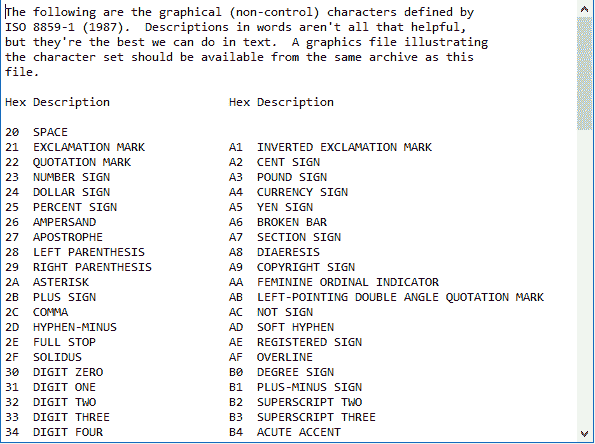 The following are the graphical (non-control) characters defined by
ISO 8859-1 (1987).  Descriptions in words aren't all that helpful,
but they're the best we can do in text.  A graphics file illustrating
the character set should be available from the same archive as this
file.
Hex Description                 Hex Description
20  SPACE
21  EXCLAMATION MARK            A1  INVERTED EXCLAMATION MARK
22  QUOTATION MARK              A2  CENT SIGN
23  NUMBER SIGN                 A3  POUND SIGN
24  DOLLAR SIGN                 A4  CURRENCY SIGN
25  PERCENT SIGN                A5  YEN SIGN
26  AMPERSAND                   A6  BROKEN BAR
27  APOSTROPHE                  A7  SECTION SIGN
28  LEFT PARENTHESIS            A8  DIAERESIS
29  RIGHT PARENTHESIS           A9  COPYRIGHT SIGN
2A  ASTERISK                    AA  FEMININE ORDINAL INDICATOR
2B  PLUS SIGN                   AB  LEFT-POINTING DOUBLE ANGLE QUOTATION MARK
2C  COMMA                       AC  NOT SIGN
2D  HYPHEN-MINUS                AD  SOFT HYPHEN
2E  FULL STOP                   AE  REGISTERED SIGN
2F  SOLIDUS                     AF  OVERLINE
30  DIGIT ZERO                  B0  DEGREE SIGN
31  DIGIT ONE                   B1  PLUS-MINUS SIGN
32  DIGIT TWO                   B2  SUPERSCRIPT TWO
33  DIGIT THREE                 B3  SUPERSCRIPT THREE
34  DIGIT FOUR                  B4  ACUTE ACCENT